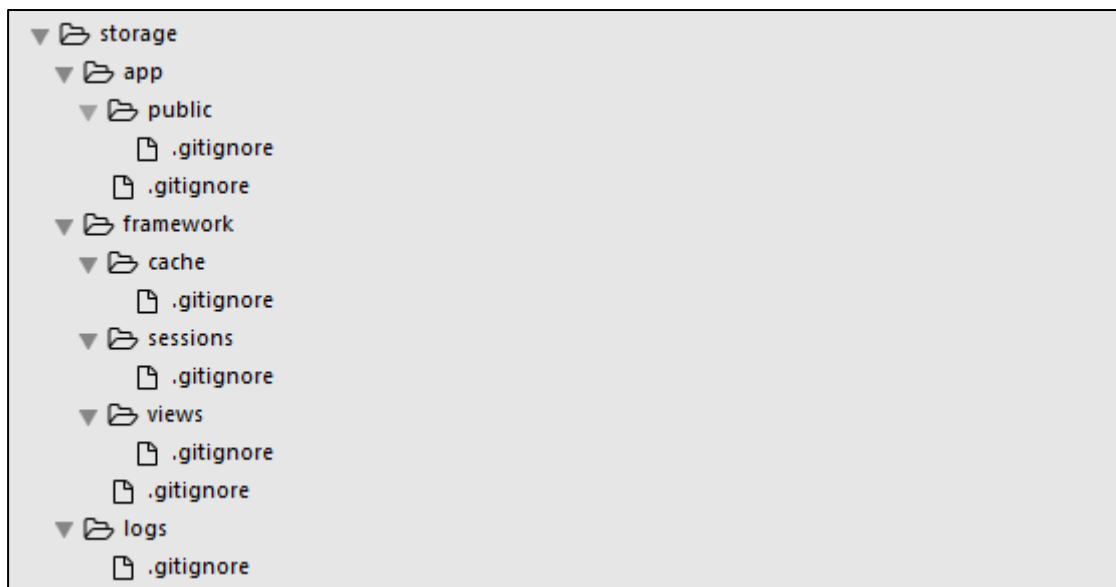 storage
app
public
.gitignore
.gitignore
framework
cache
.gitignore
sessions
.gitignore
views
.gitignore
.gitignore
logs
.gitignore